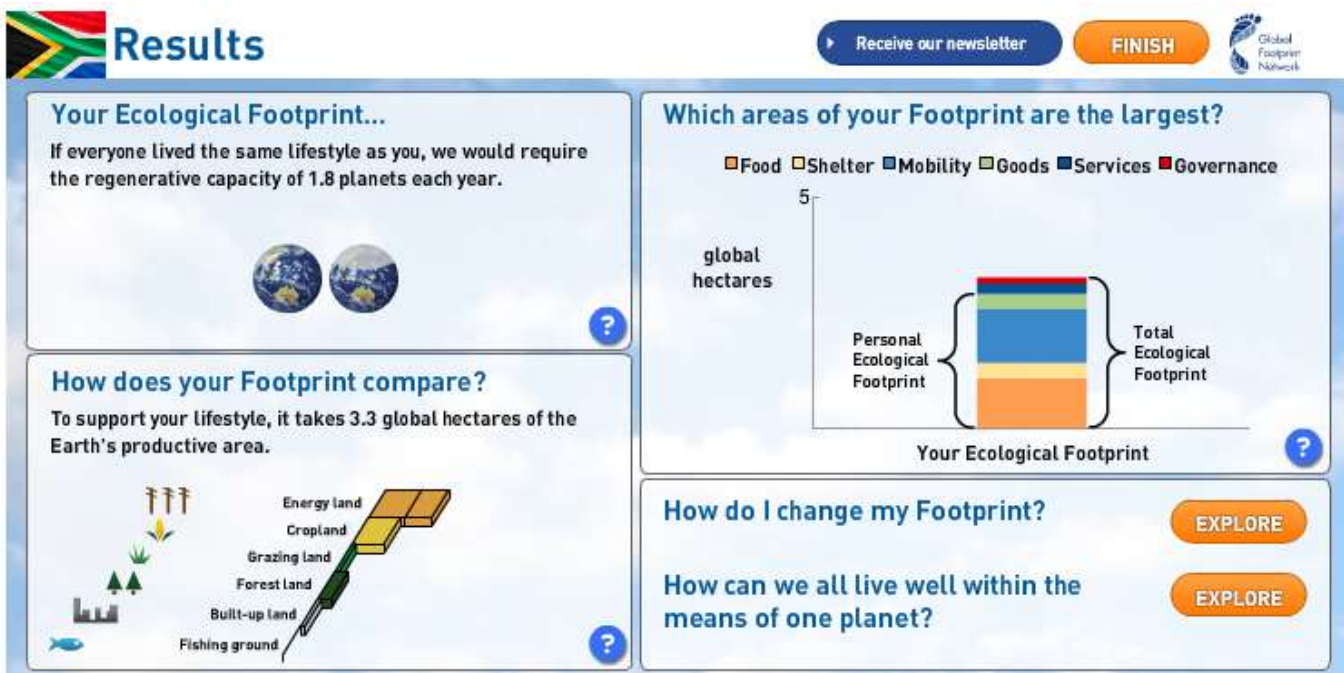 Results
Receive our newsletter
FINISH
Global
Footprint
Network
Your Ecological Footprint...
If everyone lived the same lifestyle as you, we would require
the regenerative capacity of 1.8 planets each year.
How does your Footprint compare?
To support your lifestyle, it takes 3.3 global hectares of the
Earth's productive area.
Energy land
Cropland
Grazing land
Forest land
Built-up land
Fishing ground
Which areas of your Footprint are the largest?
Food Shelter Mobility Goods Services Governance
5
global
hectares
Personal
Ecological
Footprint
Total
Ecological
Footprint
Your Ecological Footprint
How do I change my Footprint?
EXPLORE
How can we all live well within the
means of one planet?
EXPLORE
?
?
?